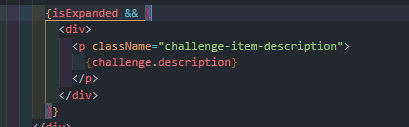 {isExpanded && (
<div>
<p className="challenge-item-description">
{challenge.description}
</p>
</div>
)}
</div>